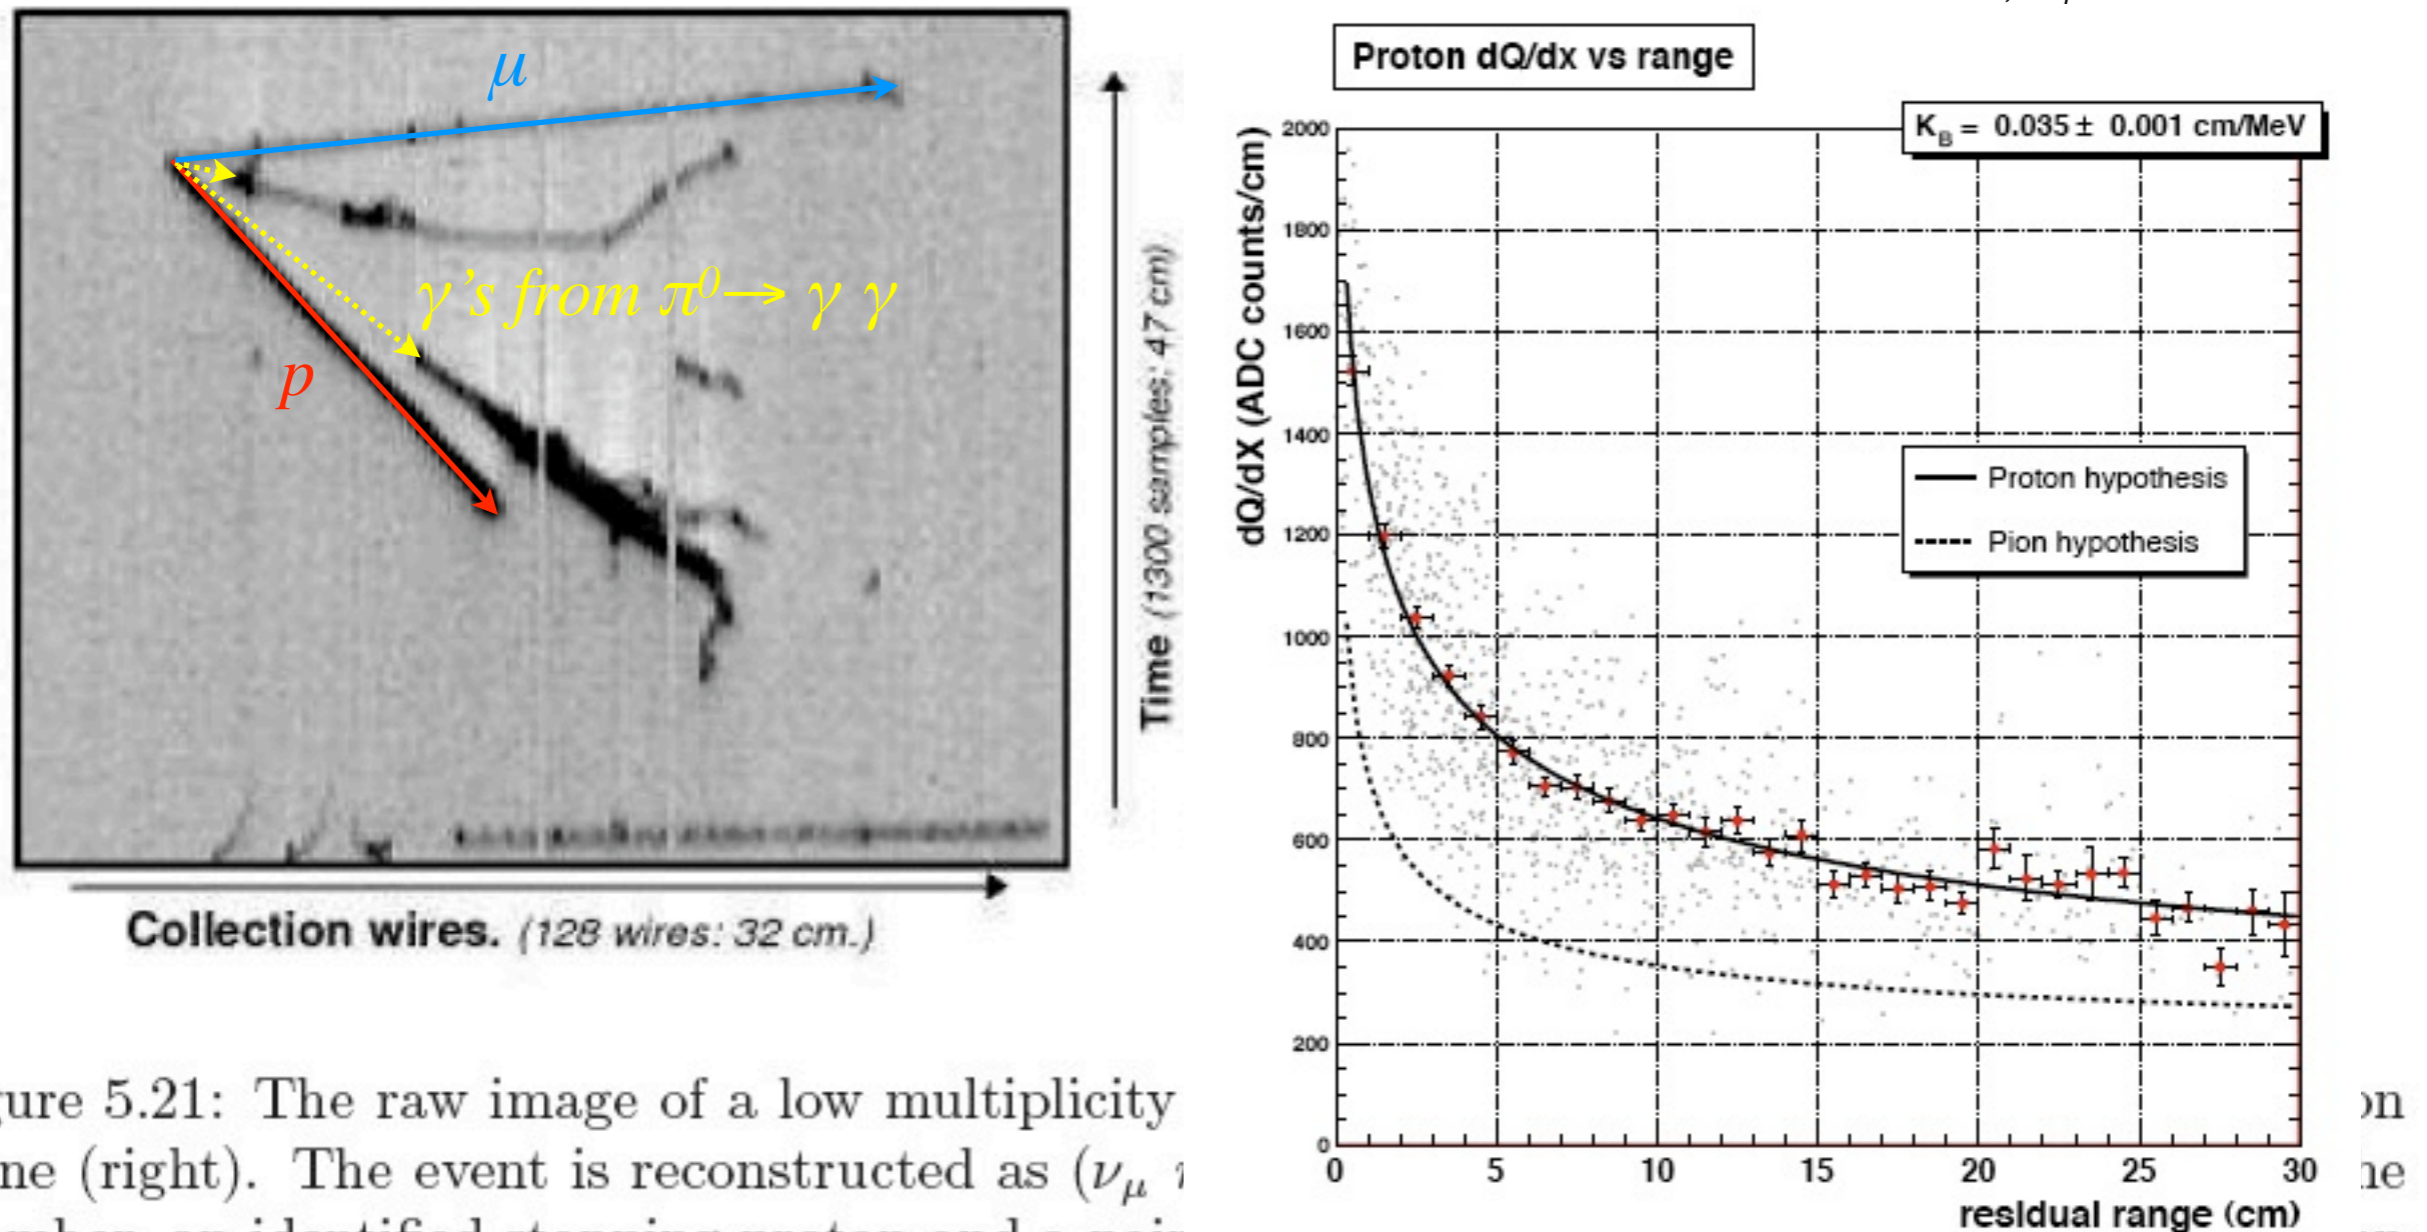 μ
γ's from π⁰→ γ γ
p
Time (1300 samples: 47 cm)
Collection wires. (128 wires: 32 cm.)
gure 5.21: The raw image of a low multiplicity
ne (right). The event is reconstructed as (νμ
Proton dQ/dx vs range
K_B = 0.035 ± 0.001 cm/MeV
dQ/dX (ADC counts/cm)
2000
1800
1600
1400
1200
1000
800
600
400
200
0
Proton hypothesis
Pion hypothesis
0 5 10 15 20 25 30
residual range (cm)
on
he